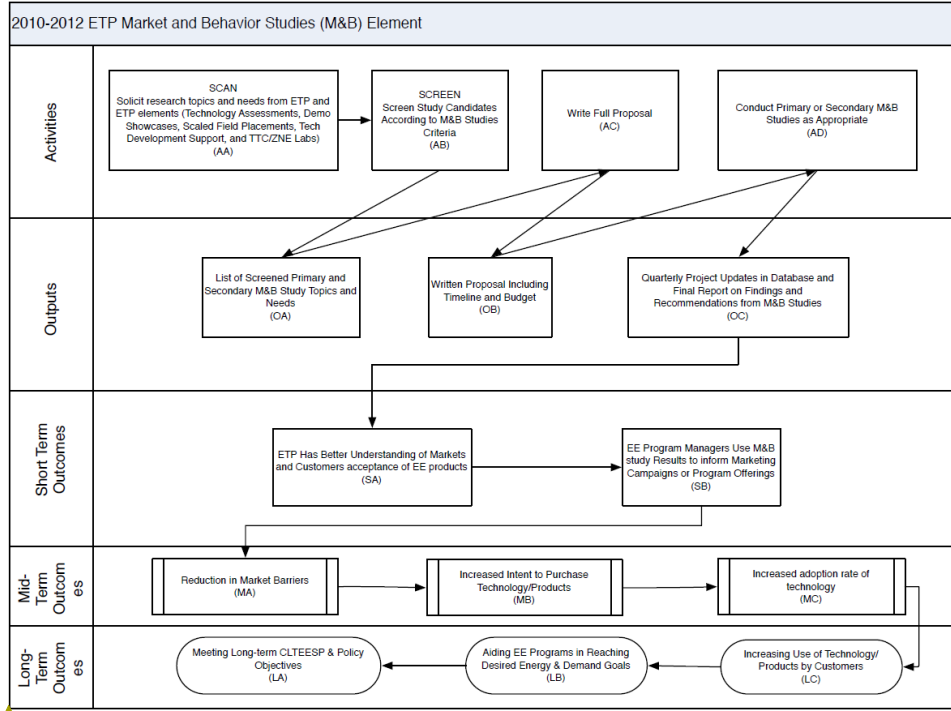 2010-2012 ETP Market and Behavior Studies (M&B) Element
Activities
SCAN
Solicit research topics and needs from ETP and
ETP elements (Technology Assessments, Demo
Showcases, Scaled Field Placements, Tech
Development Support, and TTC/ZNE Labs)
(AA)
SCREEN
Screen Study Candidates
According to M&B Studies
Criteria
(AB)
Write Full Proposal
(AC)
Conduct Primary or Secondary M&B
Studies as Appropriate
(AD)
Outputs
List of Screened Primary and
Secondary M&B Study Topics and
Needs
(OA)
Written Proposal Including
Timeline and Budget
(OB)
Quarterly Project Updates in Database and
Final Report on Findings and
Recommendations from M&B Studies
(OC)
Short Term
Outcomes
ETP Has Better Understanding of Markets
and Customers acceptance of EE products
(SA)
EE Program Managers Use M&B
study Results to inform Marketing
Campaigns or Program Offerings
(SB)
Mid-
Term
Outcom
es
Reduction in Market Barriers
(MA)
Increased Intent to Purchase
Technology/Products
(MB)
Increased adoption rate of
technology
(MC)
Long-
Term
Outcom
es
Meeting Long-term CLTEESP & Policy
Objectives
(LA)
Aiding EE Programs in Reaching
Desired Energy & Demand Goals
(LB)
Increasing Use of Technology/
Products by Customers
(LC)